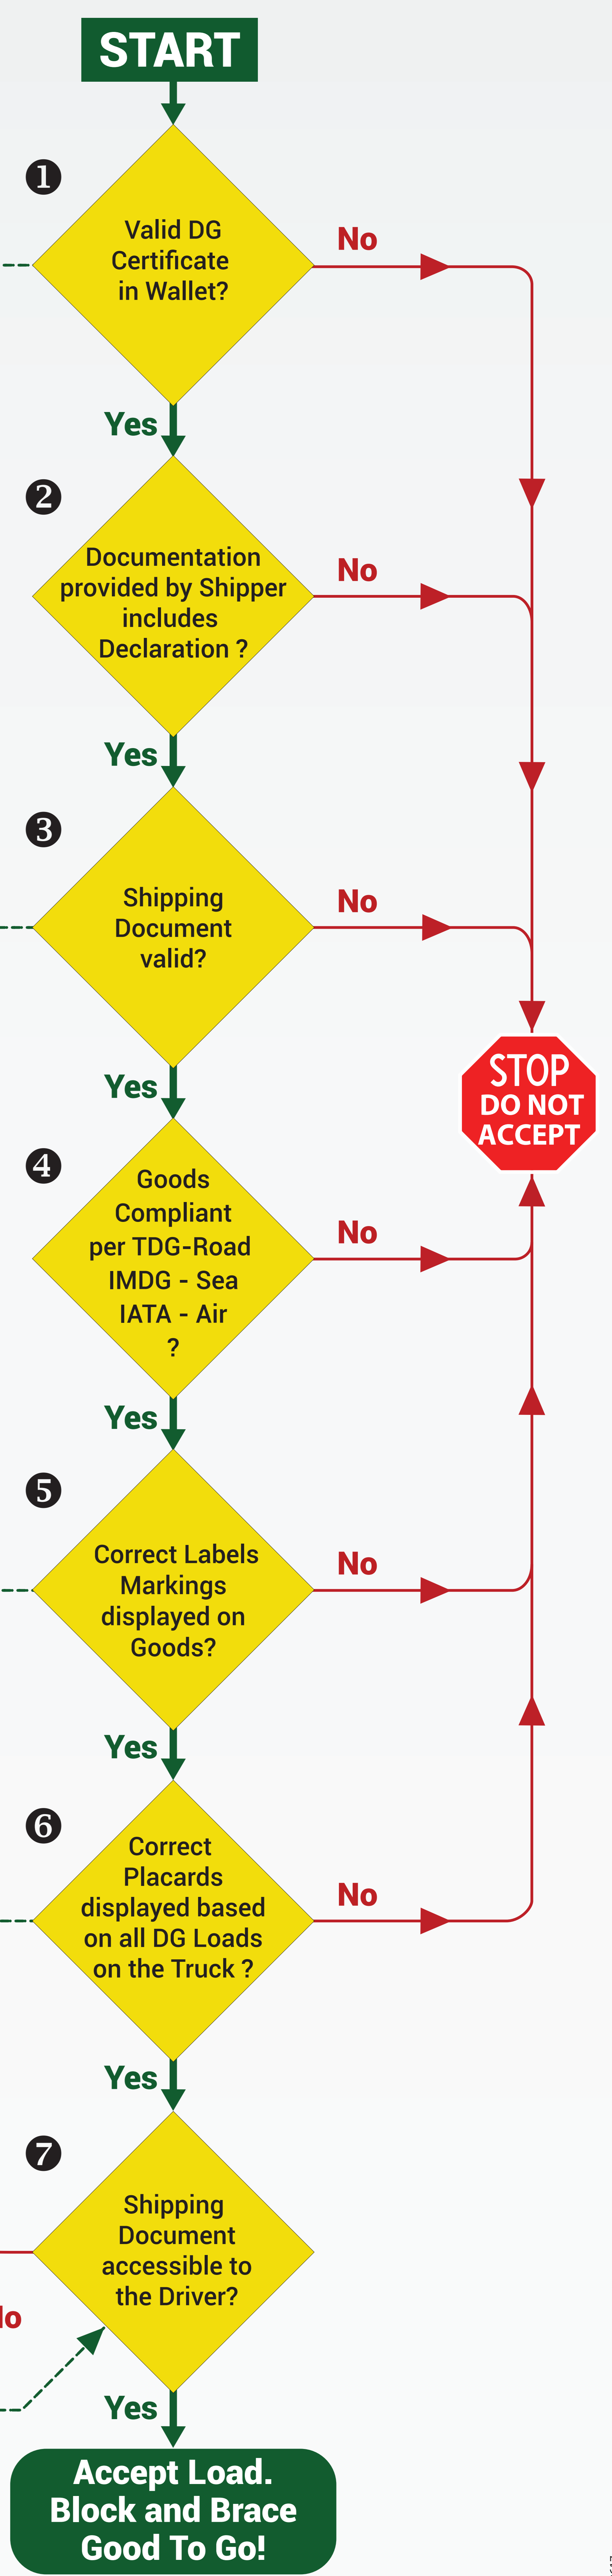 START
1
Valid DG
Certificate
in Wallet?
No
Yes
2
Documentation
provided by Shipper
includes
Declaration ?
No
Yes
3
Shipping
Document
valid?
No
Yes
STOP
DO NOT
ACCEPT
4
Goods
Compliant
per TDG-Road
IMDG - Sea
IATA - Air
?
No
Yes
5
Correct Labels
Markings
displayed on
Goods?
No
Yes
6
Correct
Placards
displayed based
on all DG Loads
on the Truck ?
No
Yes
7
Shipping
Document
accessible to
the Driver?
Yes
Accept Load.
Block and Brace
Good To Go!